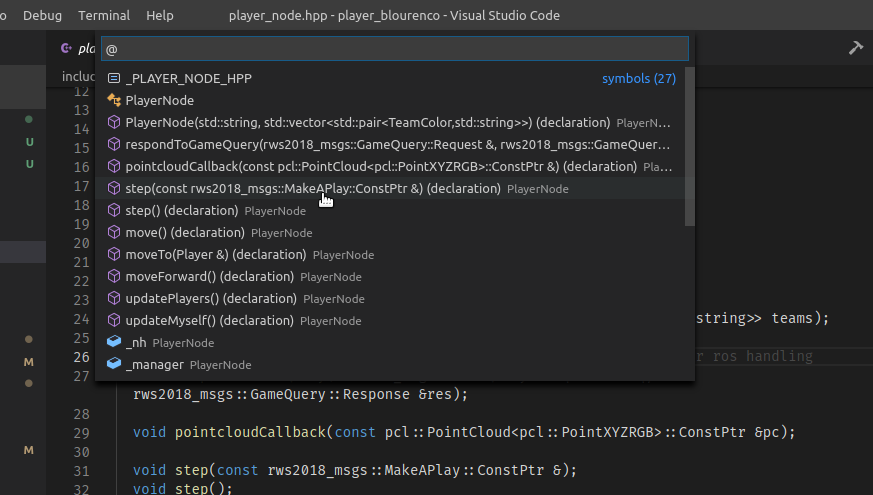 o Debug Terminal Help player_node.hpp - player_blourenco - Visual Studio Code
pla
@
includ
_PLAYER_NODE_HPP symbols (27)
PlayerNode
PlayerNode(std::string, std::vector<std::pair<TeamColor,std::string>>) (declaration) PlayerN...
respondToGameQuery(rws2018_msgs::GameQuery::Request &, rws2018_msgs::GameQuer...
pointcloudCallback(const pcl::PointCloud<pcl::PointXYZRGB>::ConstPtr &) (declaration) Pla...
step(const rws2018_msgs::MakeAPlay::ConstPtr &) (declaration) PlayerNode
step() (declaration) PlayerNode
move() (declaration) PlayerNode
moveTo(Player &) (declaration) PlayerNode
moveForward() (declaration) PlayerNode
updatePlayers() (declaration) PlayerNode
updateMyself() (declaration) PlayerNode
_nh PlayerNode
_manager PlayerNode
12
13
14
15
16
17
18
19
20
21
22
23
24 string>> teams);
25
26 r ros handling
27
rws2018_msgs::GameQuery::Response &res);
28
29 void pointcloudCallback(const pcl::PointCloud<pcl::PointXYZRGB>::ConstPtr &pc);
30
31 void step(const rws2018_msgs::MakeAPlay::ConstPtr &);
32 void step();
U
U
M
M